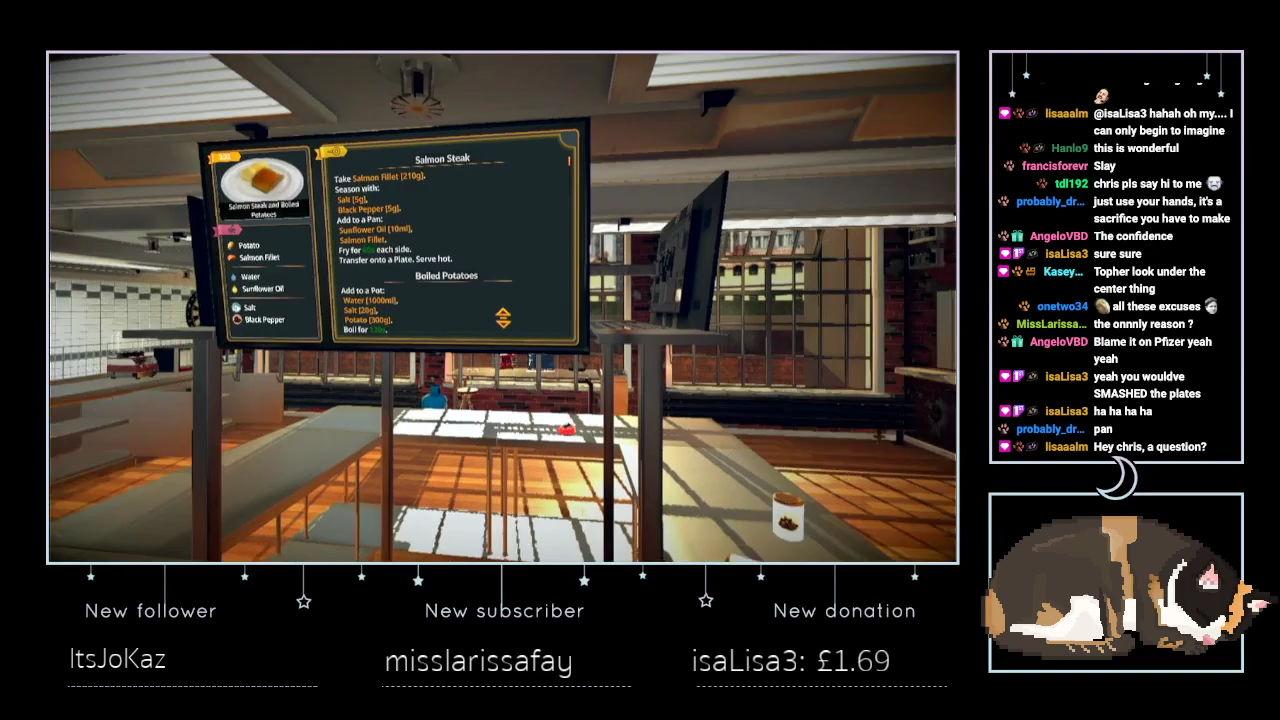 Salmon Steak and Boiled
Potatoes
Potato
Salmon Fillet
Water
Sunflower Oil
Salt
Black Pepper
Salmon Steak
Take Salmon Fillet [210g].
Season with:
Salt [5g],
Black Pepper [5g].
Add to a Pan:
Sunflower Oil [10ml],
Salmon Fillet.
Fry for 60s each side.
Transfer onto a Plate. Serve hot.
Boiled Potatoes
Add to a Pot:
Water [1000ml],
Salt [20g],
Potato [300g].
Boil for 120s.
lisaaalm @isaLisa3 hahah oh my.... I
can only begin to imagine
Hanlo9 this is wonderful
francisforevr Slay
tdl192 chris pls say hi to me
probably_dr... just use your hands, it's a
sacrifice you have to make
AngeloVBD The confidence
isaLisa3 sure sure
Kasey... Topher look under the
center thing
onetwo34 all these excuses
MissLarissa... the onnnly reason ?
AngeloVBD Blame it on Pfizer yeah
yeah
isaLisa3 yeah you wouldve
SMASHED the plates
isaLisa3 ha ha ha ha
probably_dr... pan
lisaaalm Hey chris, a question?
New follower
New subscriber
New donation
ItsJoKaz
misslarissafay
isaLisa3: £1.69